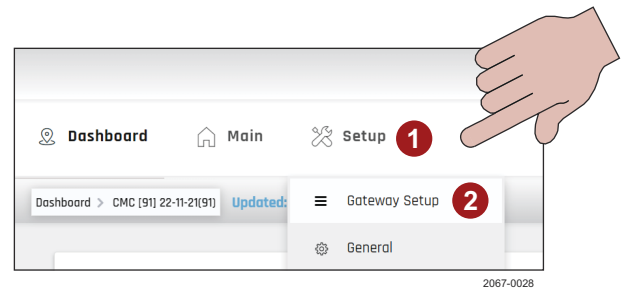 Dashboard Main Setup 1
Dashboard > CMC [91] 22-11-21(91) Updated: Gateway Setup 2
General
2067-0028